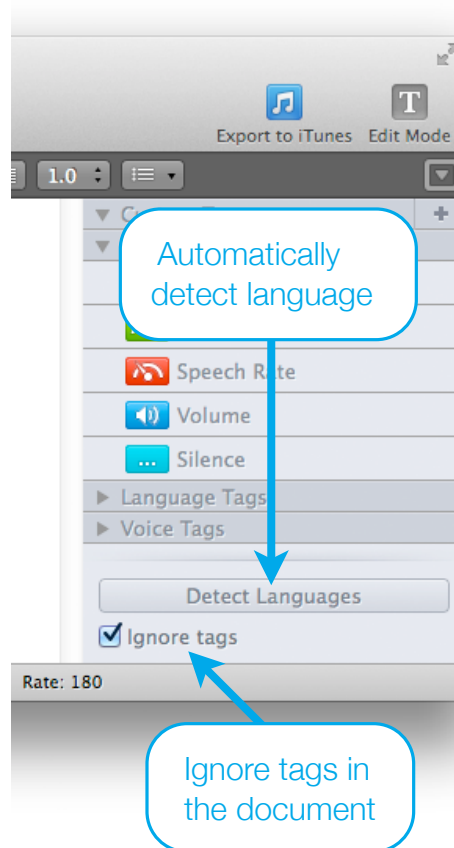 Export to iTunes Edit Mode
1.0
Automatically
detect language
Speech Rate
Volume
Silence
Language Tags
Voice Tags
Detect Languages
Ignore tags
Rate: 180
Ignore tags in
the document